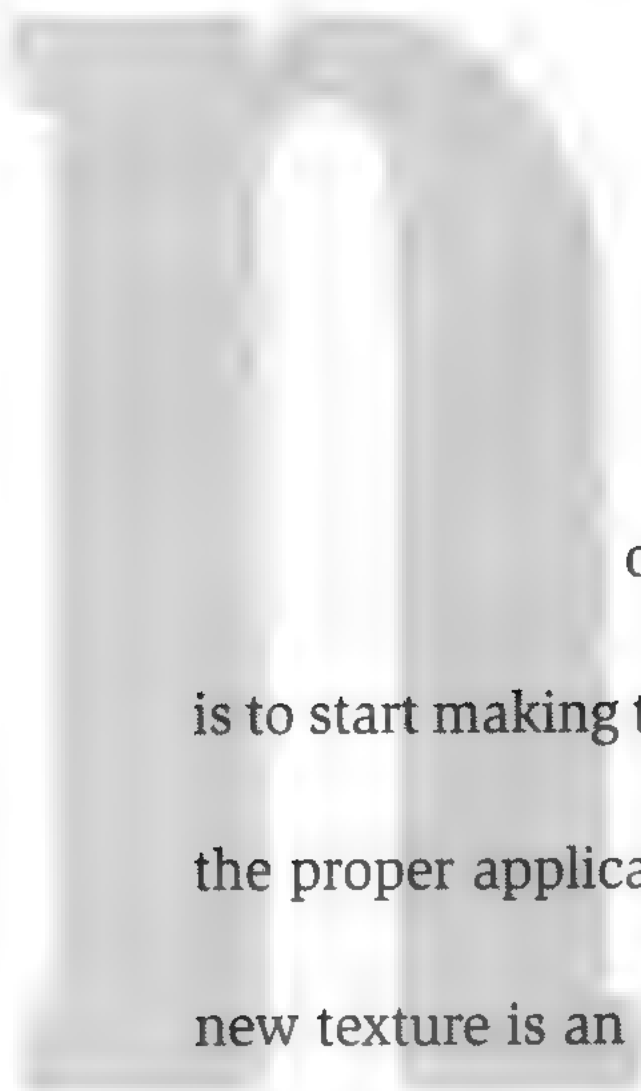 n
is to start making
the proper applica
new texture is an